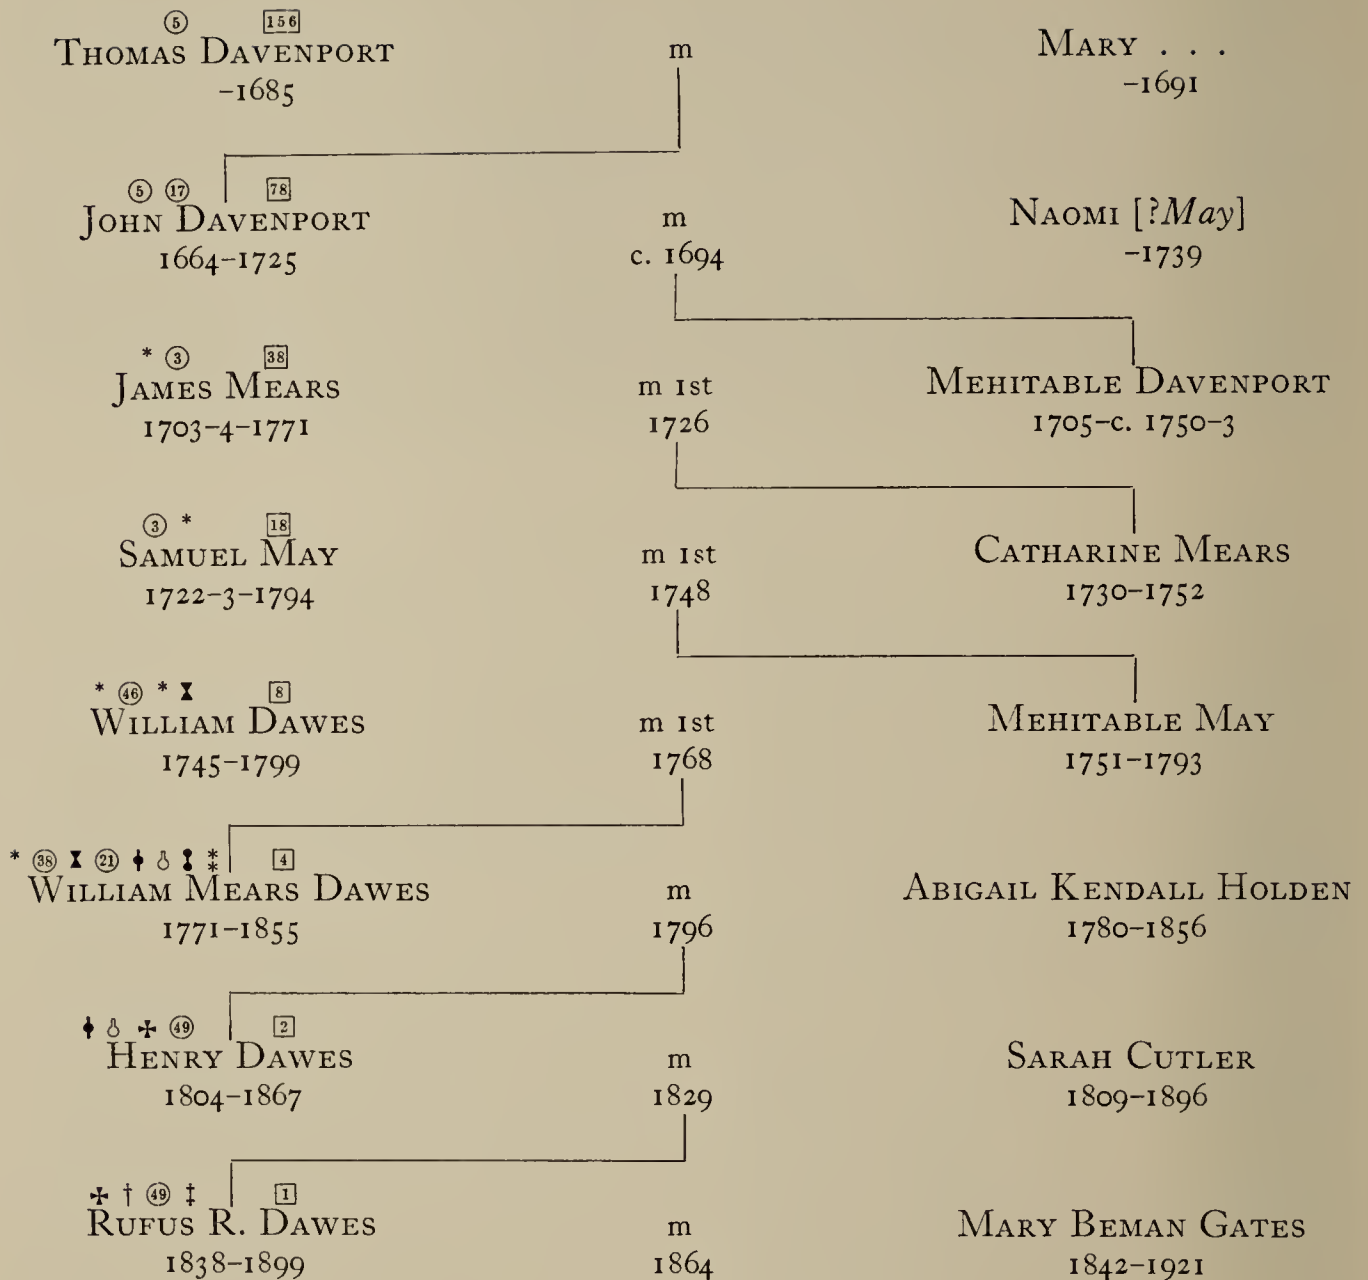 ⑤ 156
THOMAS DAVENPORT m MARY . . .
-1685 -1691
⑤ ⑰ 78
JOHN DAVENPORT m NAOMI [?May]
1664-1725 c. 1694 -1739
* ③ 38
JAMES MEARS m 1st MEHITABLE DAVENPORT
1703-4-1771 1726 1705-c. 1750-3
③ * 18
SAMUEL MAY m 1st CATHARINE MEARS
1722-3-1794 1748 1730-1752
* ㊻ * ⧗ 8
WILLIAM DAWES m 1st MEHITABLE MAY
1745-1799 1768 1751-1793
* ㊳ ⧗ ㉑ ⁑ 4
WILLIAM MEARS DAWES m ABIGAIL KENDALL HOLDEN
1771-1855 1796 1780-1856
✢ ㊾ 2
HENRY DAWES m SARAH CUTLER
1804-1867 1829 1809-1896
✢ † ㊾ ‡ 1
RUFUS R. DAWES m MARY BEMAN GATES
1838-1899 1864 1842-1921